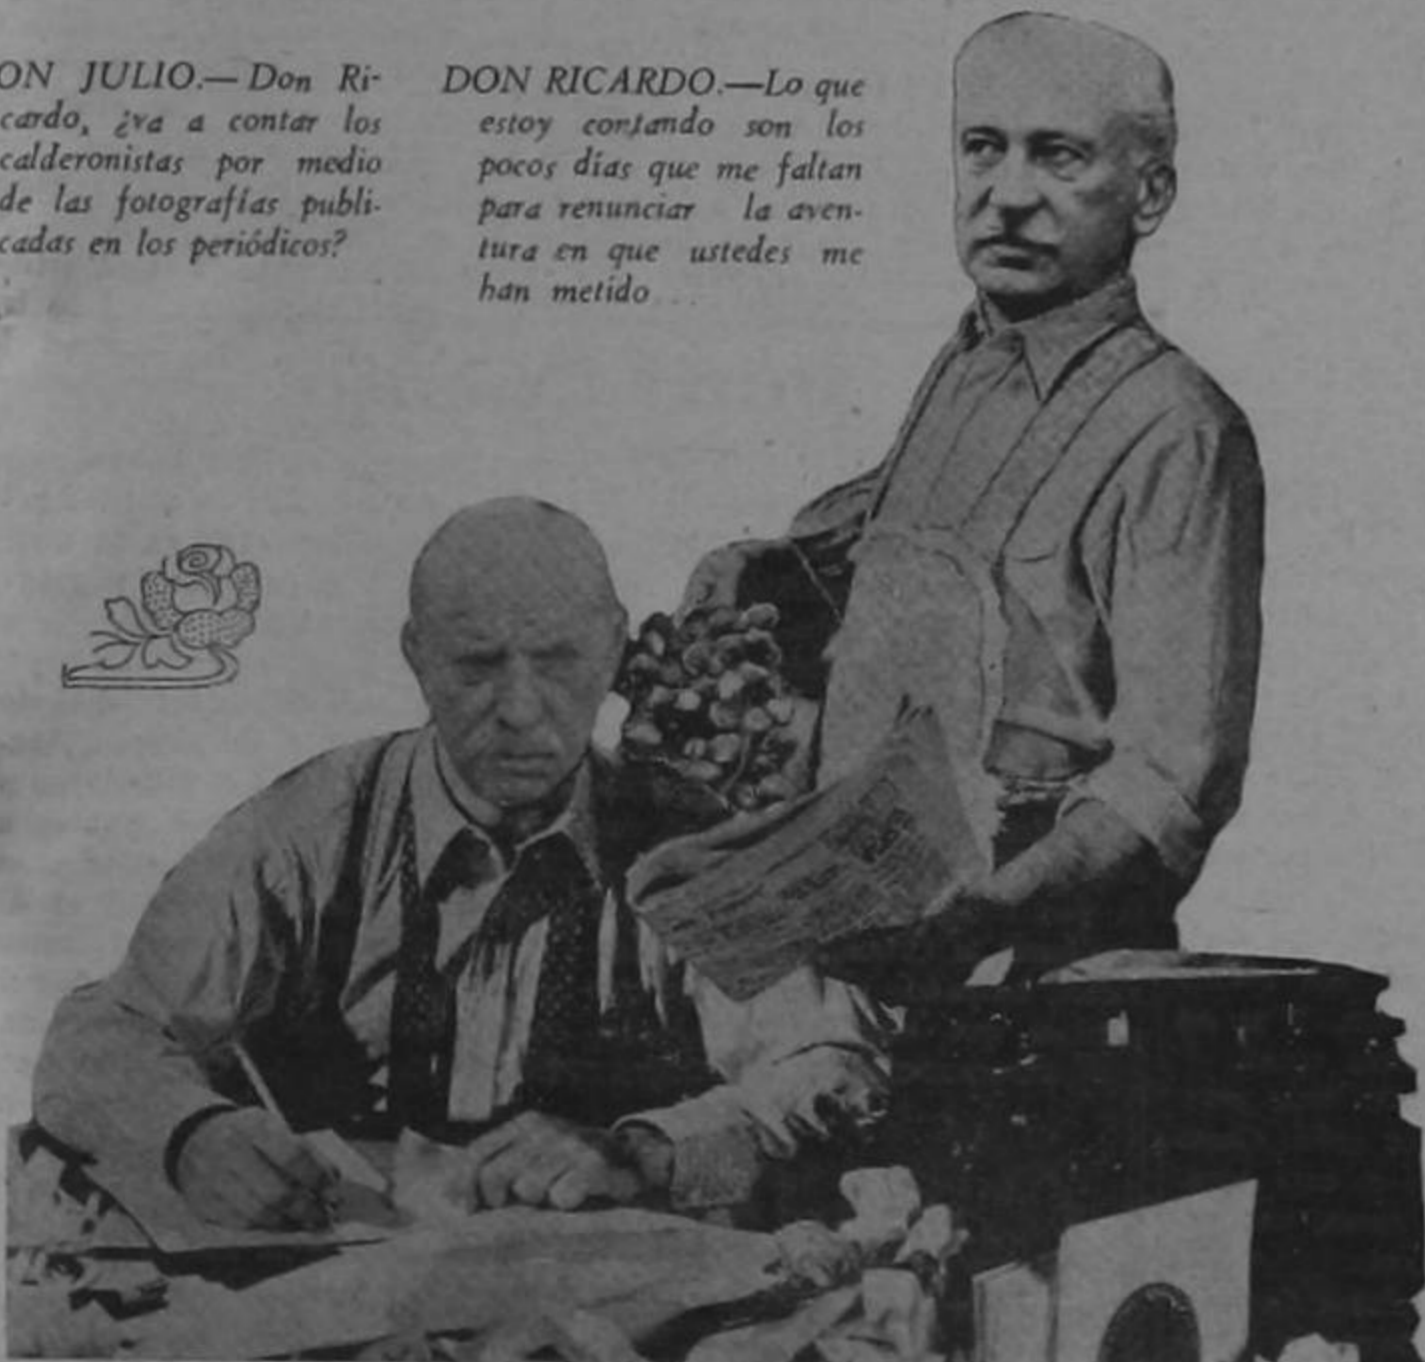 ON JULIO.—Don Ri-
cardo, ¿va a contar los
calderonistas por medio
de las fotografías publi-
cadas en los periódicos?
DON RICARDO.—Lo que
estoy contando son los
pocos días que me faltan
para renunciar la aven-
tura en que ustedes me
han metido...